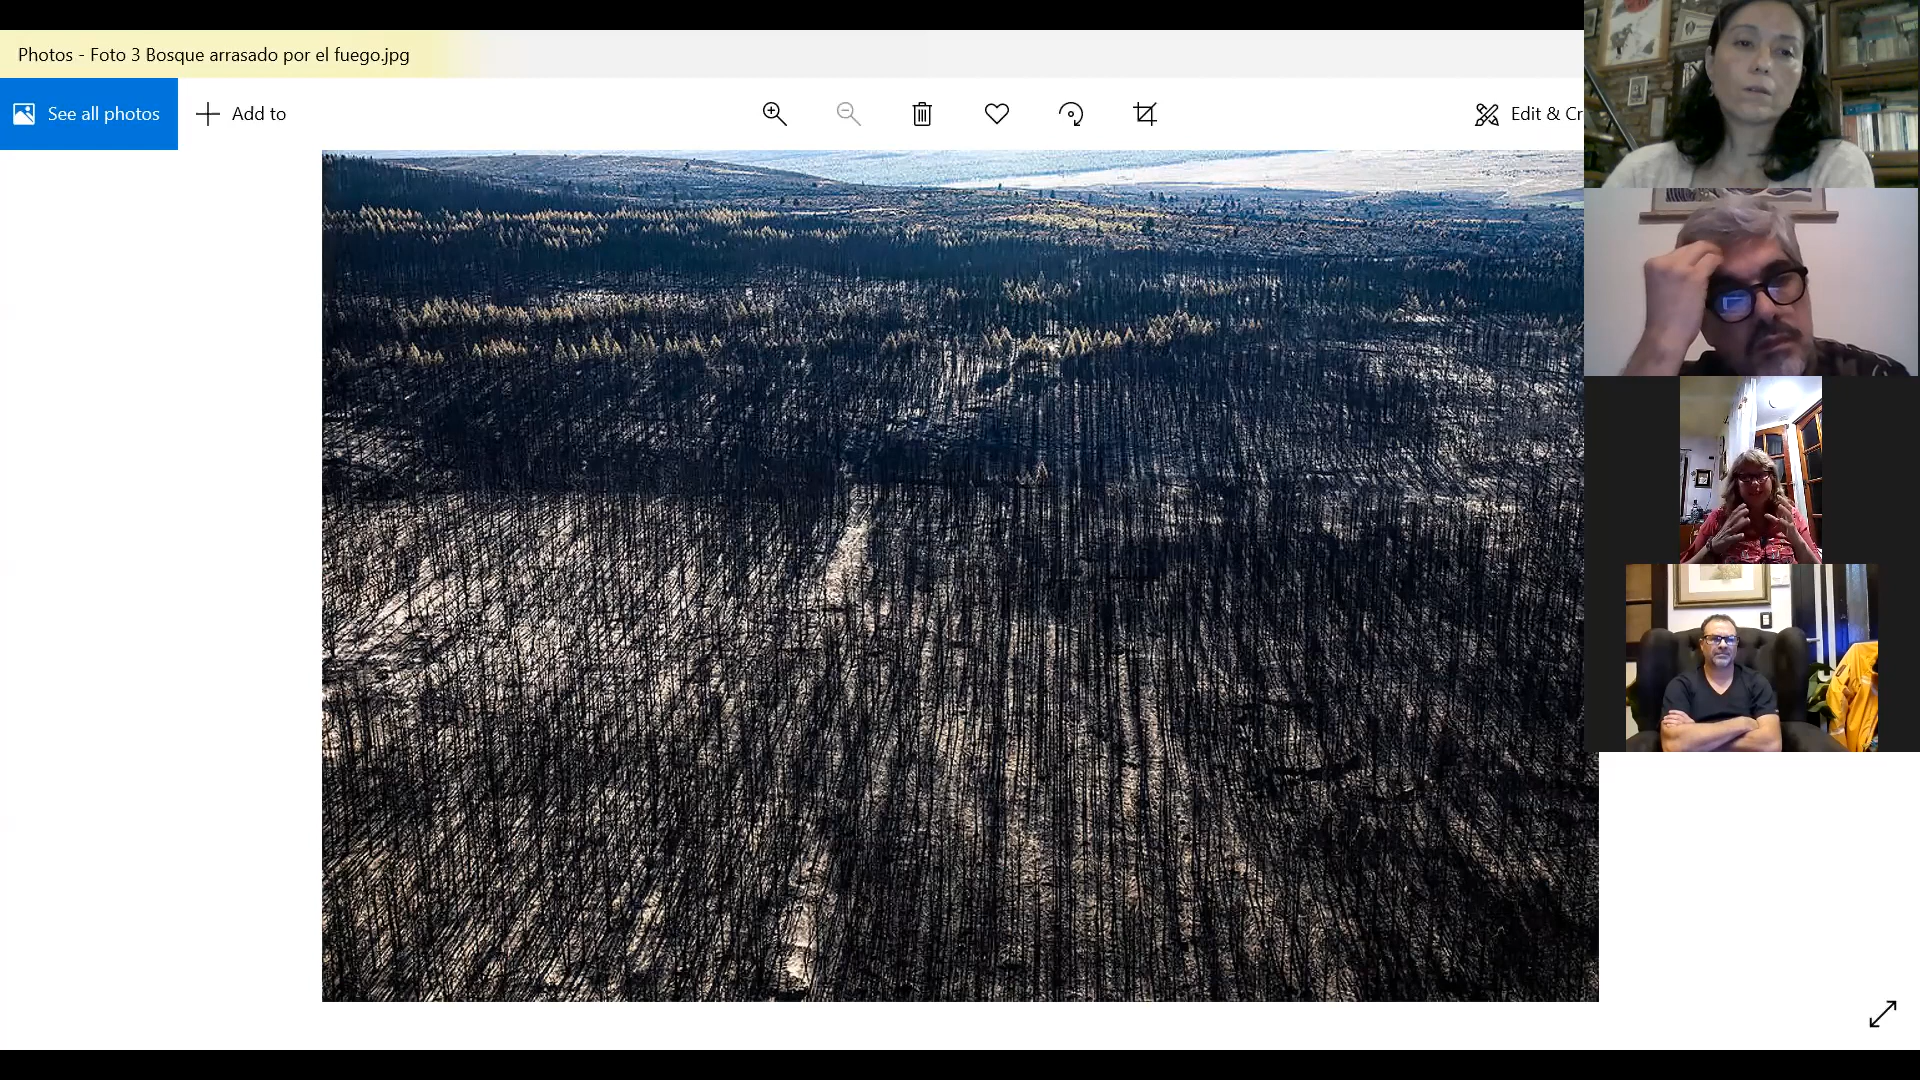 Photos - Foto 3 Bosque arrasado por el fuego.jpg
See all photos
Add to
Edit & Cr